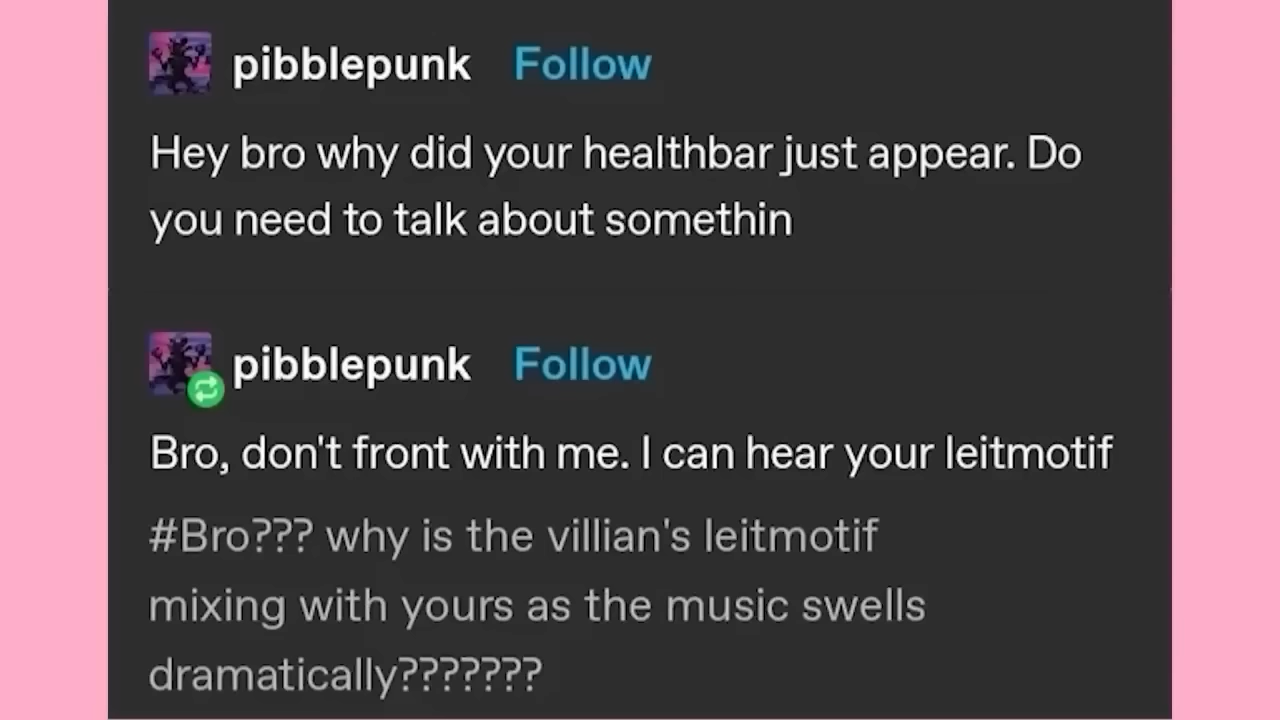 pibblepunk Follow
Hey bro why did your healthbar just appear. Do
you need to talk about somethin
pibblepunk Follow
Bro, don't front with me. I can hear your leitmotif
#Bro??? why is the villian's leitmotif
mixing with yours as the music swells
dramatically???????